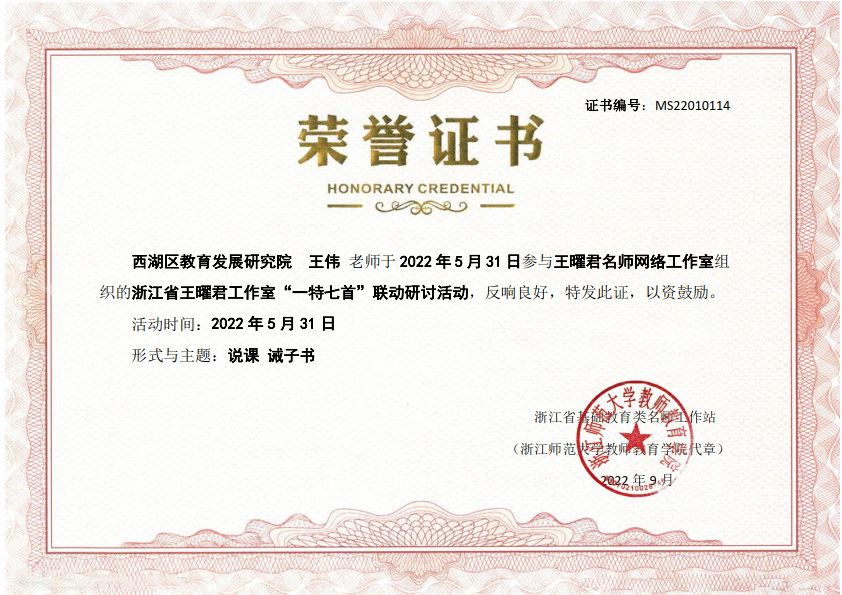 证书编号：MS22010114
荣誉证书
HONORARY CREDENTIAL
西湖区教育发展研究院 王伟 老师于 2022 年 5 月 31 日参与王曜君名师网络工作室组
织的浙江省王曜君工作室“一特七首”联动研讨活动，反响良好，特发此证，以资鼓励。
活动时间：2022 年 5 月 31 日
形式与主题：说课 诫子书
浙江省基础教育类名师工作站
（浙江师范大学教师教育学院代章）
2022 年 9 月
浙江师范大学教师教育学院